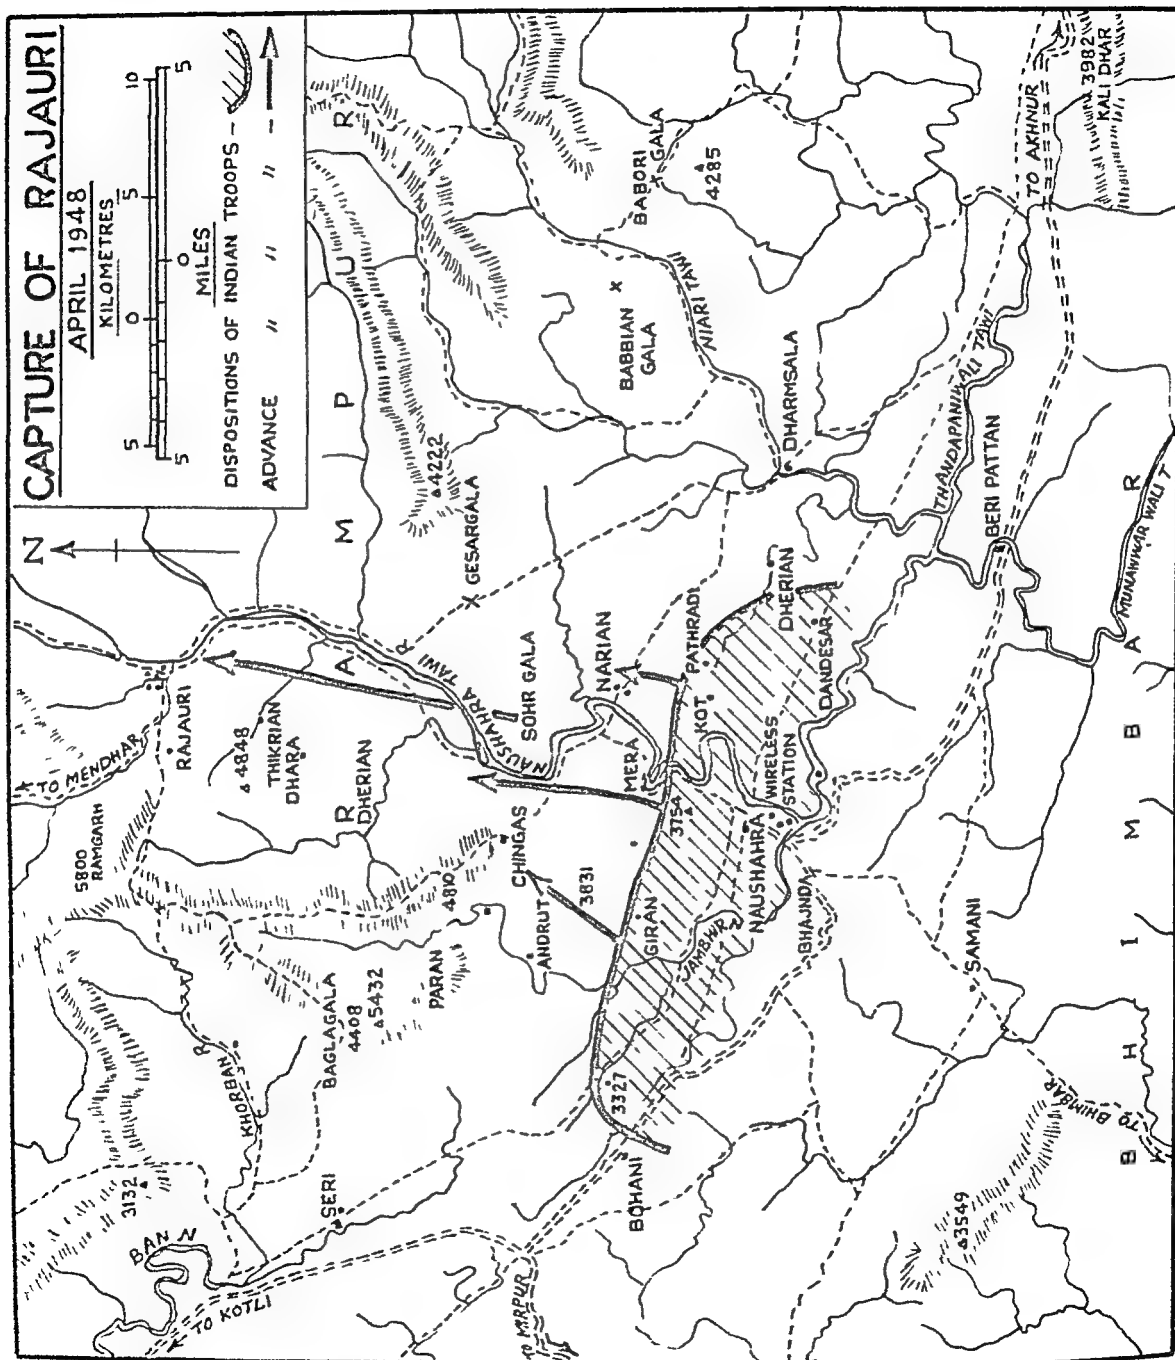 CAPTURE OF RAJAURI
APRIL 1948
KILOMETRES
5 0 5 10
5 0 5
MILES
DISPOSITIONS OF INDIAN TROOPS -
ADVANCE " " " -
N
TO MENDHAR
5800
RAMGARH
RAJAURI
4848
THIKRIAN
DHARA
R
DHERIAN
R
A
M
P
U
R
NAUSHAHRA TAWI R
4222
GESARGALA
SOHR GALA
NARIAN
CHINGAS
4810
MERA
3831
ANDRUT
PARAN
5432
4408
BAGLAGALA
KHORBAN R
3132
BAN N
SERI
TO KOTLI
TO MIRPUR
BOHANI
3327
GIRAN
JAMBHIR R
3754
KOT
PATHRADI
DHERIAN
DANDESAR
WIRELESS
STATION
NAUSHAHRA
BHAJNDA
SAMANI
BABBIAN
GALA
NIARI TAWI
BABORI
GALA
4285
DHARMSALA
THANDAPANIWALI TAWI
BERI PATTAN
TO AKHNUR
3982
KALI DHAR
MUNAWWAR WALI T
3549
TO BHIMBAR
B H I M B A R